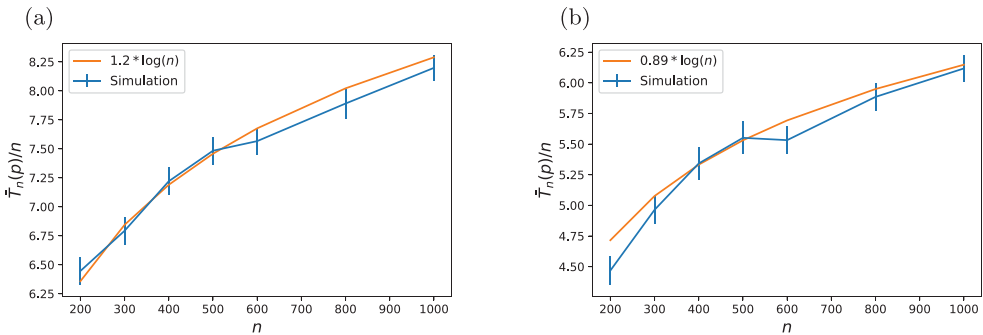 (a)
1.2 * log(n)
Simulation
8.25
8.00
7.75
7.50
7.25
7.00
6.75
6.50
6.25
T̄̄_n(p)/n
200 300 400 500 600 700 800 900 1000
n
(b)
0.89 * log(n)
Simulation
6.25
6.00
5.75
5.50
5.25
5.00
4.75
4.50
T̄̄_n(p)/n
200 300 400 500 600 700 800 900 1000
n